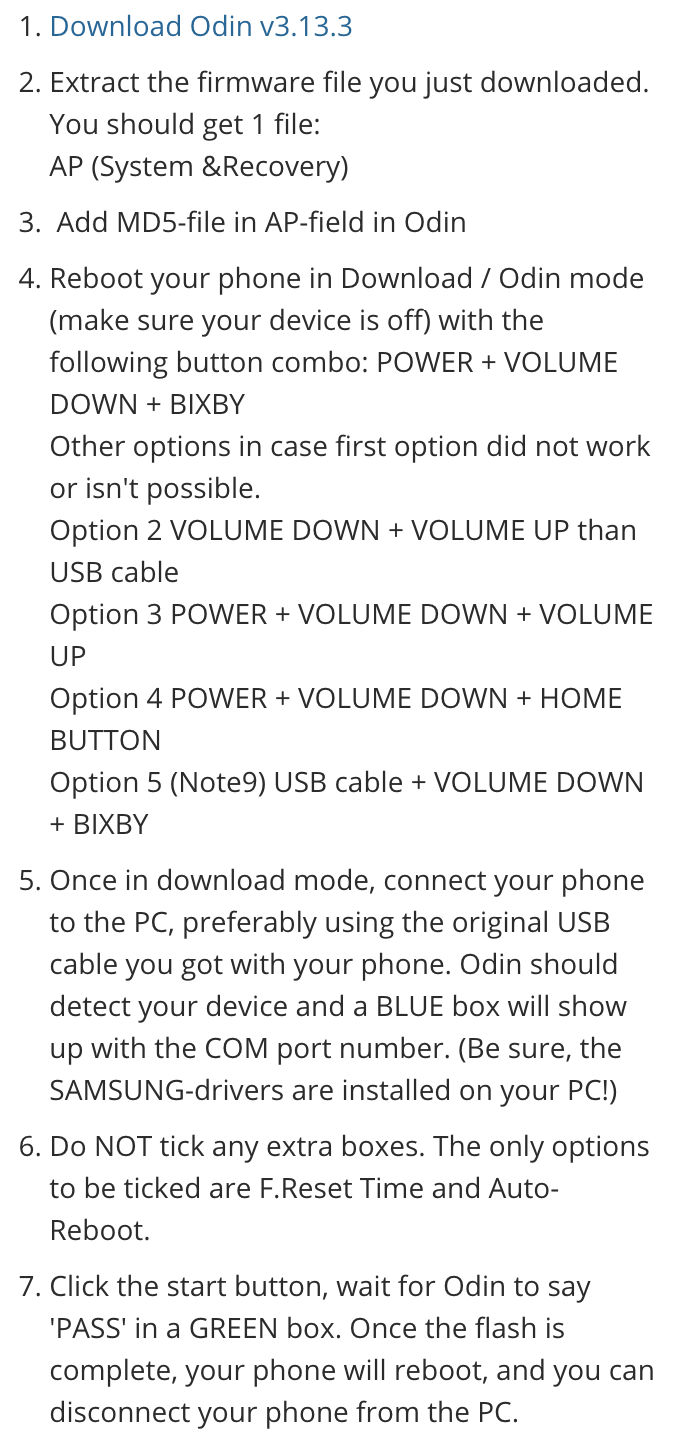 1. Download Odin v3.13.3
2. Extract the firmware file you just downloaded.
You should get 1 file:
AP (System &Recovery)
3. Add MD5-file in AP-field in Odin
4. Reboot your phone in Download / Odin mode
(make sure your device is off) with the
following button combo: POWER + VOLUME
DOWN + BIXBY
Other options in case first option did not work
or isn't possible.
Option 2 VOLUME DOWN + VOLUME UP than
USB cable
Option 3 POWER + VOLUME DOWN + VOLUME
UP
Option 4 POWER + VOLUME DOWN + HOME
BUTTON
Option 5 (Note9) USB cable + VOLUME DOWN
+ BIXBY
5. Once in download mode, connect your phone
to the PC, preferably using the original USB
cable you got with your phone. Odin should
detect your device and a BLUE box will show
up with the COM port number. (Be sure, the
SAMSUNG-drivers are installed on your PC!)
6. Do NOT tick any extra boxes. The only options
to be ticked are F.Reset Time and Auto-
Reboot.
7. Click the start button, wait for Odin to say
'PASS' in a GREEN box. Once the flash is
complete, your phone will reboot, and you can
disconnect your phone from the PC.